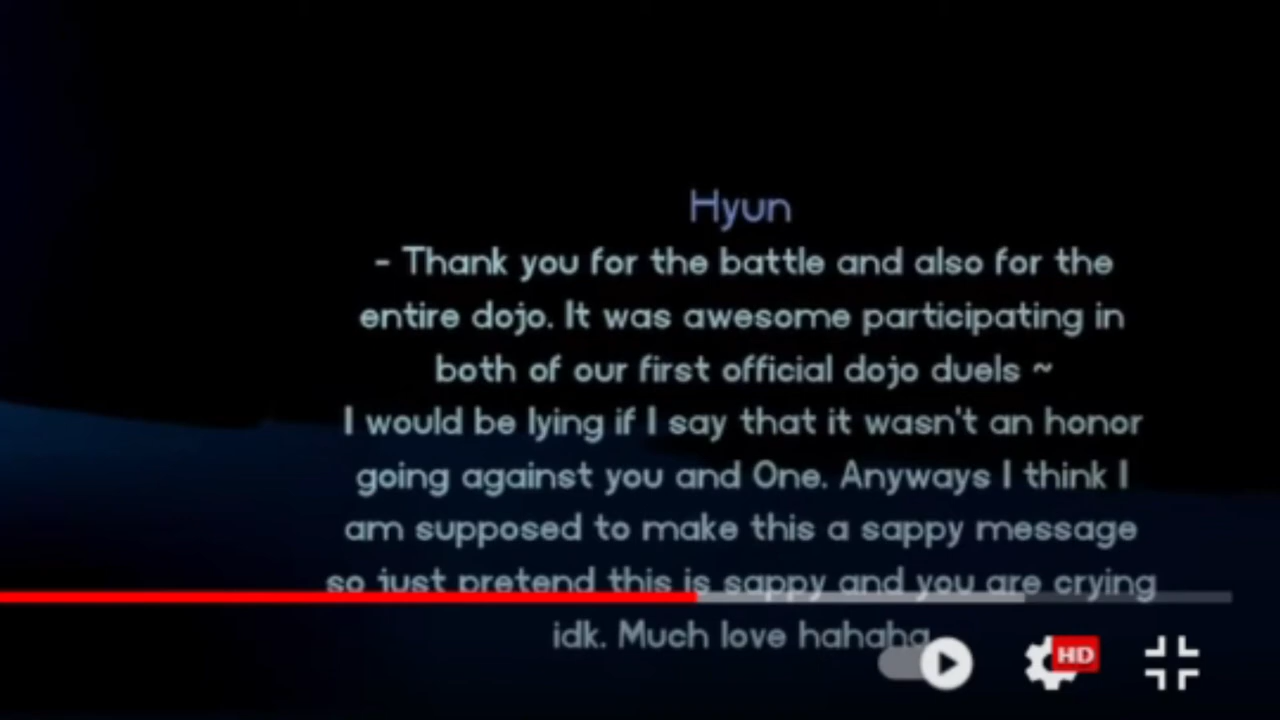 Hyun
- Thank you for the battle and also for the
entire dojo. It was awesome participating in
both of our first official dojo duels ~
I would be lying if I say that it wasn't an honor
going against you and One. Anyways I think I
am supposed to make this a sappy message
so just pretend this is sappy and you are crying
idk. Much love hahaha
HD